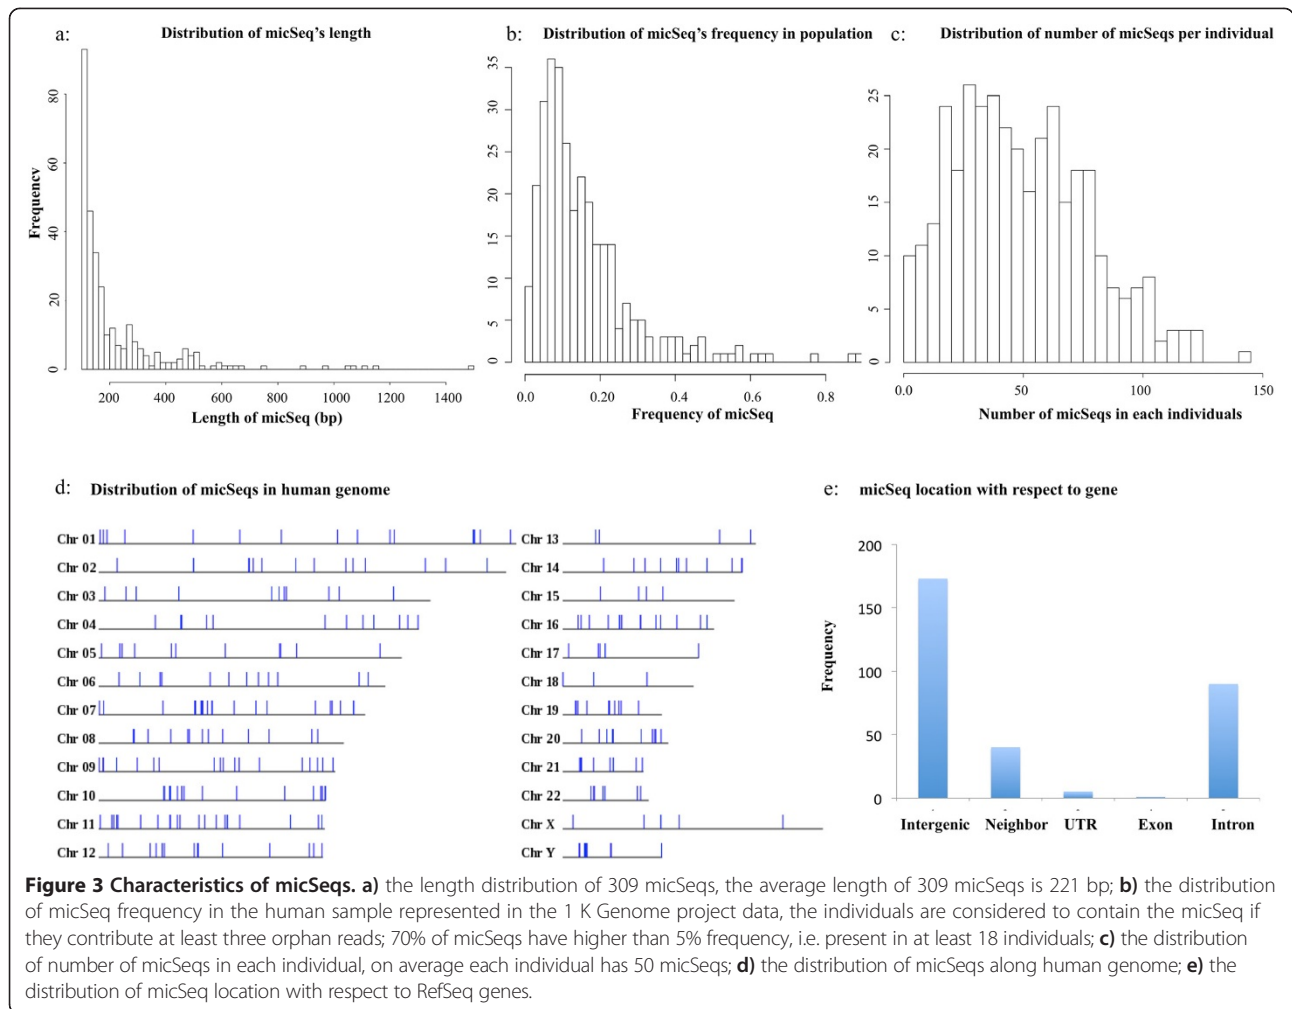 a:
Distribution of micSeq's length
Frequency
0
20
40
60
80
200
400
600
800
1000
1200
1400
Length of micSeq (bp)
b:
Distribution of micSeq's frequency in population
0
5
10
15
20
25
30
35
0.0
0.20
0.4
0.6
0.8
Frequency of micSeq
c:
Distribution of number of micSeqs per individual
0
5
10
15
20
25
0.0
50
100
150
Number of micSeqs in each individuals
d:
Distribution of micSeqs in human genome
Chr 01
Chr 02
Chr 03
Chr 04
Chr 05
Chr 06
Chr 07
Chr 08
Chr 09
Chr 10
Chr 11
Chr 12
Chr 13
Chr 14
Chr 15
Chr 16
Chr 17
Chr 18
Chr 19
Chr 20
Chr 21
Chr 22
Chr X
Chr Y
e:
micSeq location with respect to gene
Frequency
200
150
100
50
0
Intergenic
Neighbor
UTR
Exon
Intron
Figure 3 Characteristics of micSeqs. a) the length distribution of 309 micSeqs, the average length of 309 micSeqs is 221 bp; b) the distribution
of micSeq frequency in the human sample represented in the 1 K Genome project data, the individuals are considered to contain the micSeq if
they contribute at least three orphan reads; 70% of micSeqs have higher than 5% frequency, i.e. present in at least 18 individuals; c) the distribution
of number of micSeqs in each individual, on average each individual has 50 micSeqs; d) the distribution of micSeqs along human genome; e) the
distribution of micSeq location with respect to RefSeq genes.